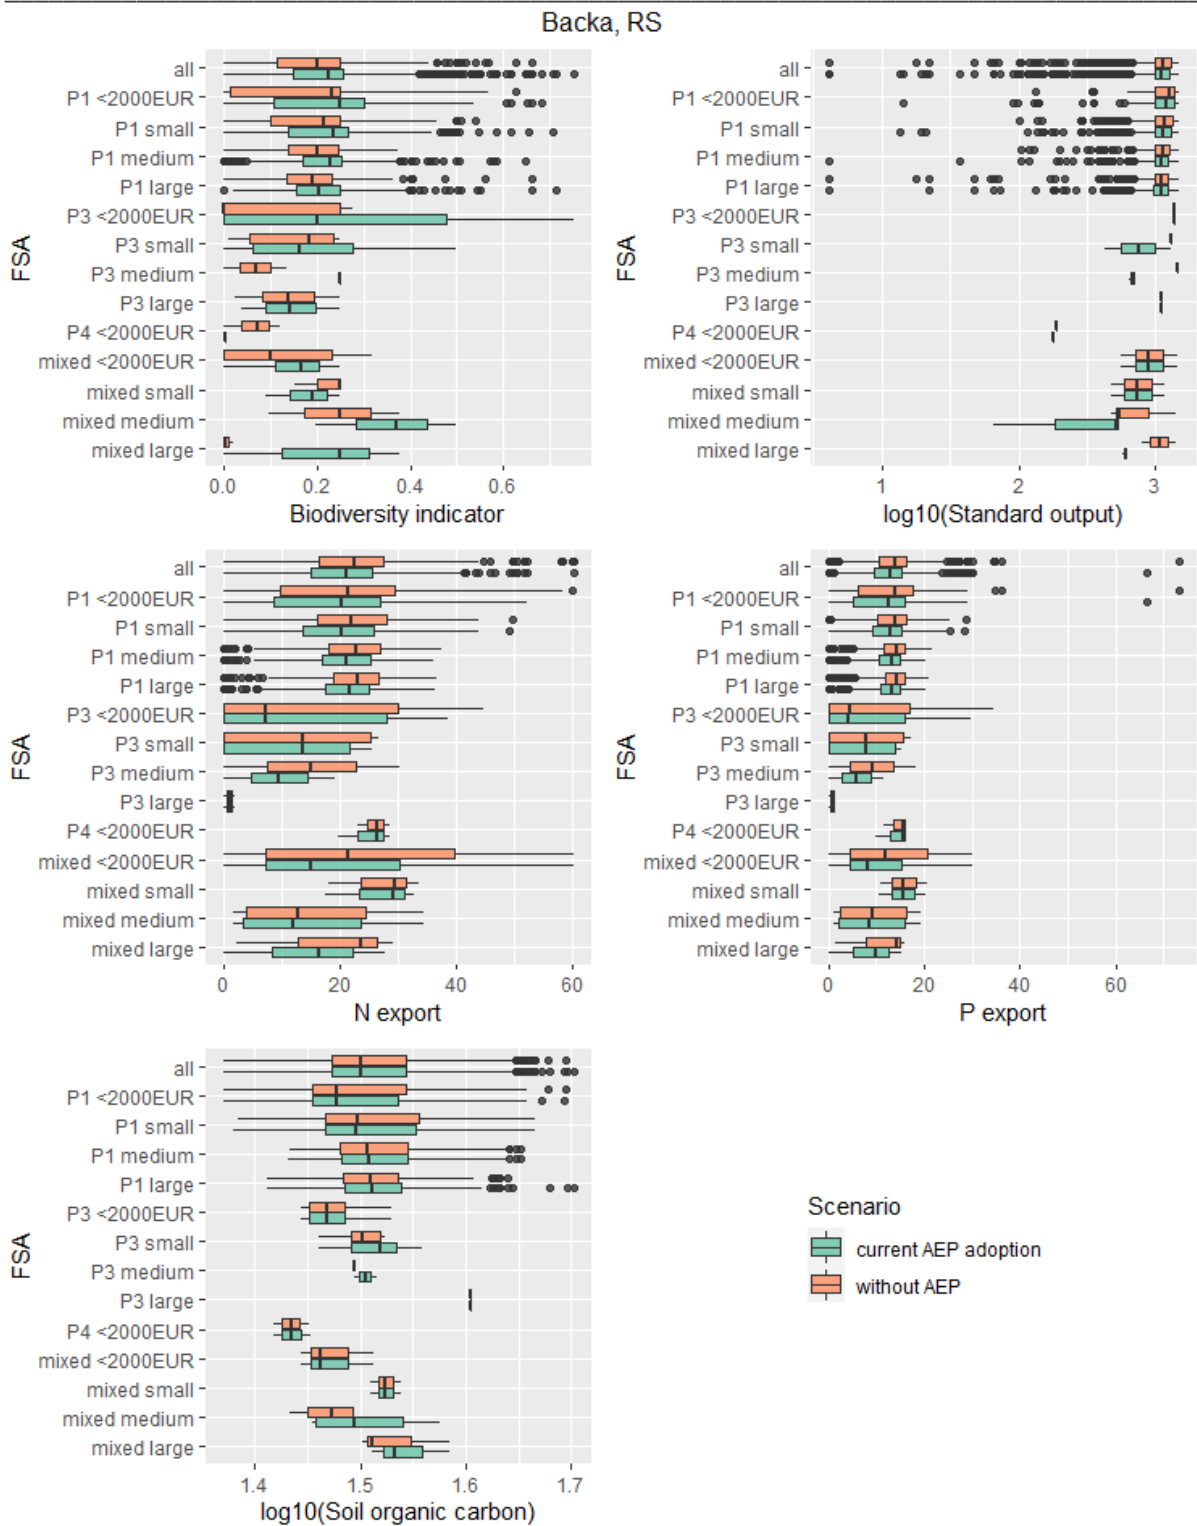 Backa, RS
all
P1 <2000EUR
P1 small
P1 medium
P1 large
P3 <2000EUR
P3 small
P3 medium
P3 large
P4 <2000EUR
mixed <2000EUR
mixed small
mixed medium
mixed large
FSA
0.0 0.2 0.4 0.6
Biodiversity indicator
FSA
1 2 3
log10(Standard output)
all
P1 <2000EUR
P1 small
P1 medium
P1 large
P3 <2000EUR
P3 small
P3 medium
P3 large
P4 <2000EUR
mixed <2000EUR
mixed small
mixed medium
mixed large
all
P1 <2000EUR
P1 small
P1 medium
P1 large
P3 <2000EUR
P3 small
P3 medium
P3 large
P4 <2000EUR
mixed <2000EUR
mixed small
mixed medium
mixed large
FSA
0 20 40 60
N export
all
P1 <2000EUR
P1 small
P1 medium
P1 large
P3 <2000EUR
P3 small
P3 medium
P3 large
P4 <2000EUR
mixed <2000EUR
mixed small
mixed medium
mixed large
FSA
0 20 40 60
P export
all
P1 <2000EUR
P1 small
P1 medium
P1 large
P3 <2000EUR
P3 small
P3 medium
P3 large
P4 <2000EUR
mixed <2000EUR
mixed small
mixed medium
mixed large
FSA
1.4 1.5 1.6 1.7
log10(Soil organic carbon)
Scenario
current AEP adoption
without AEP